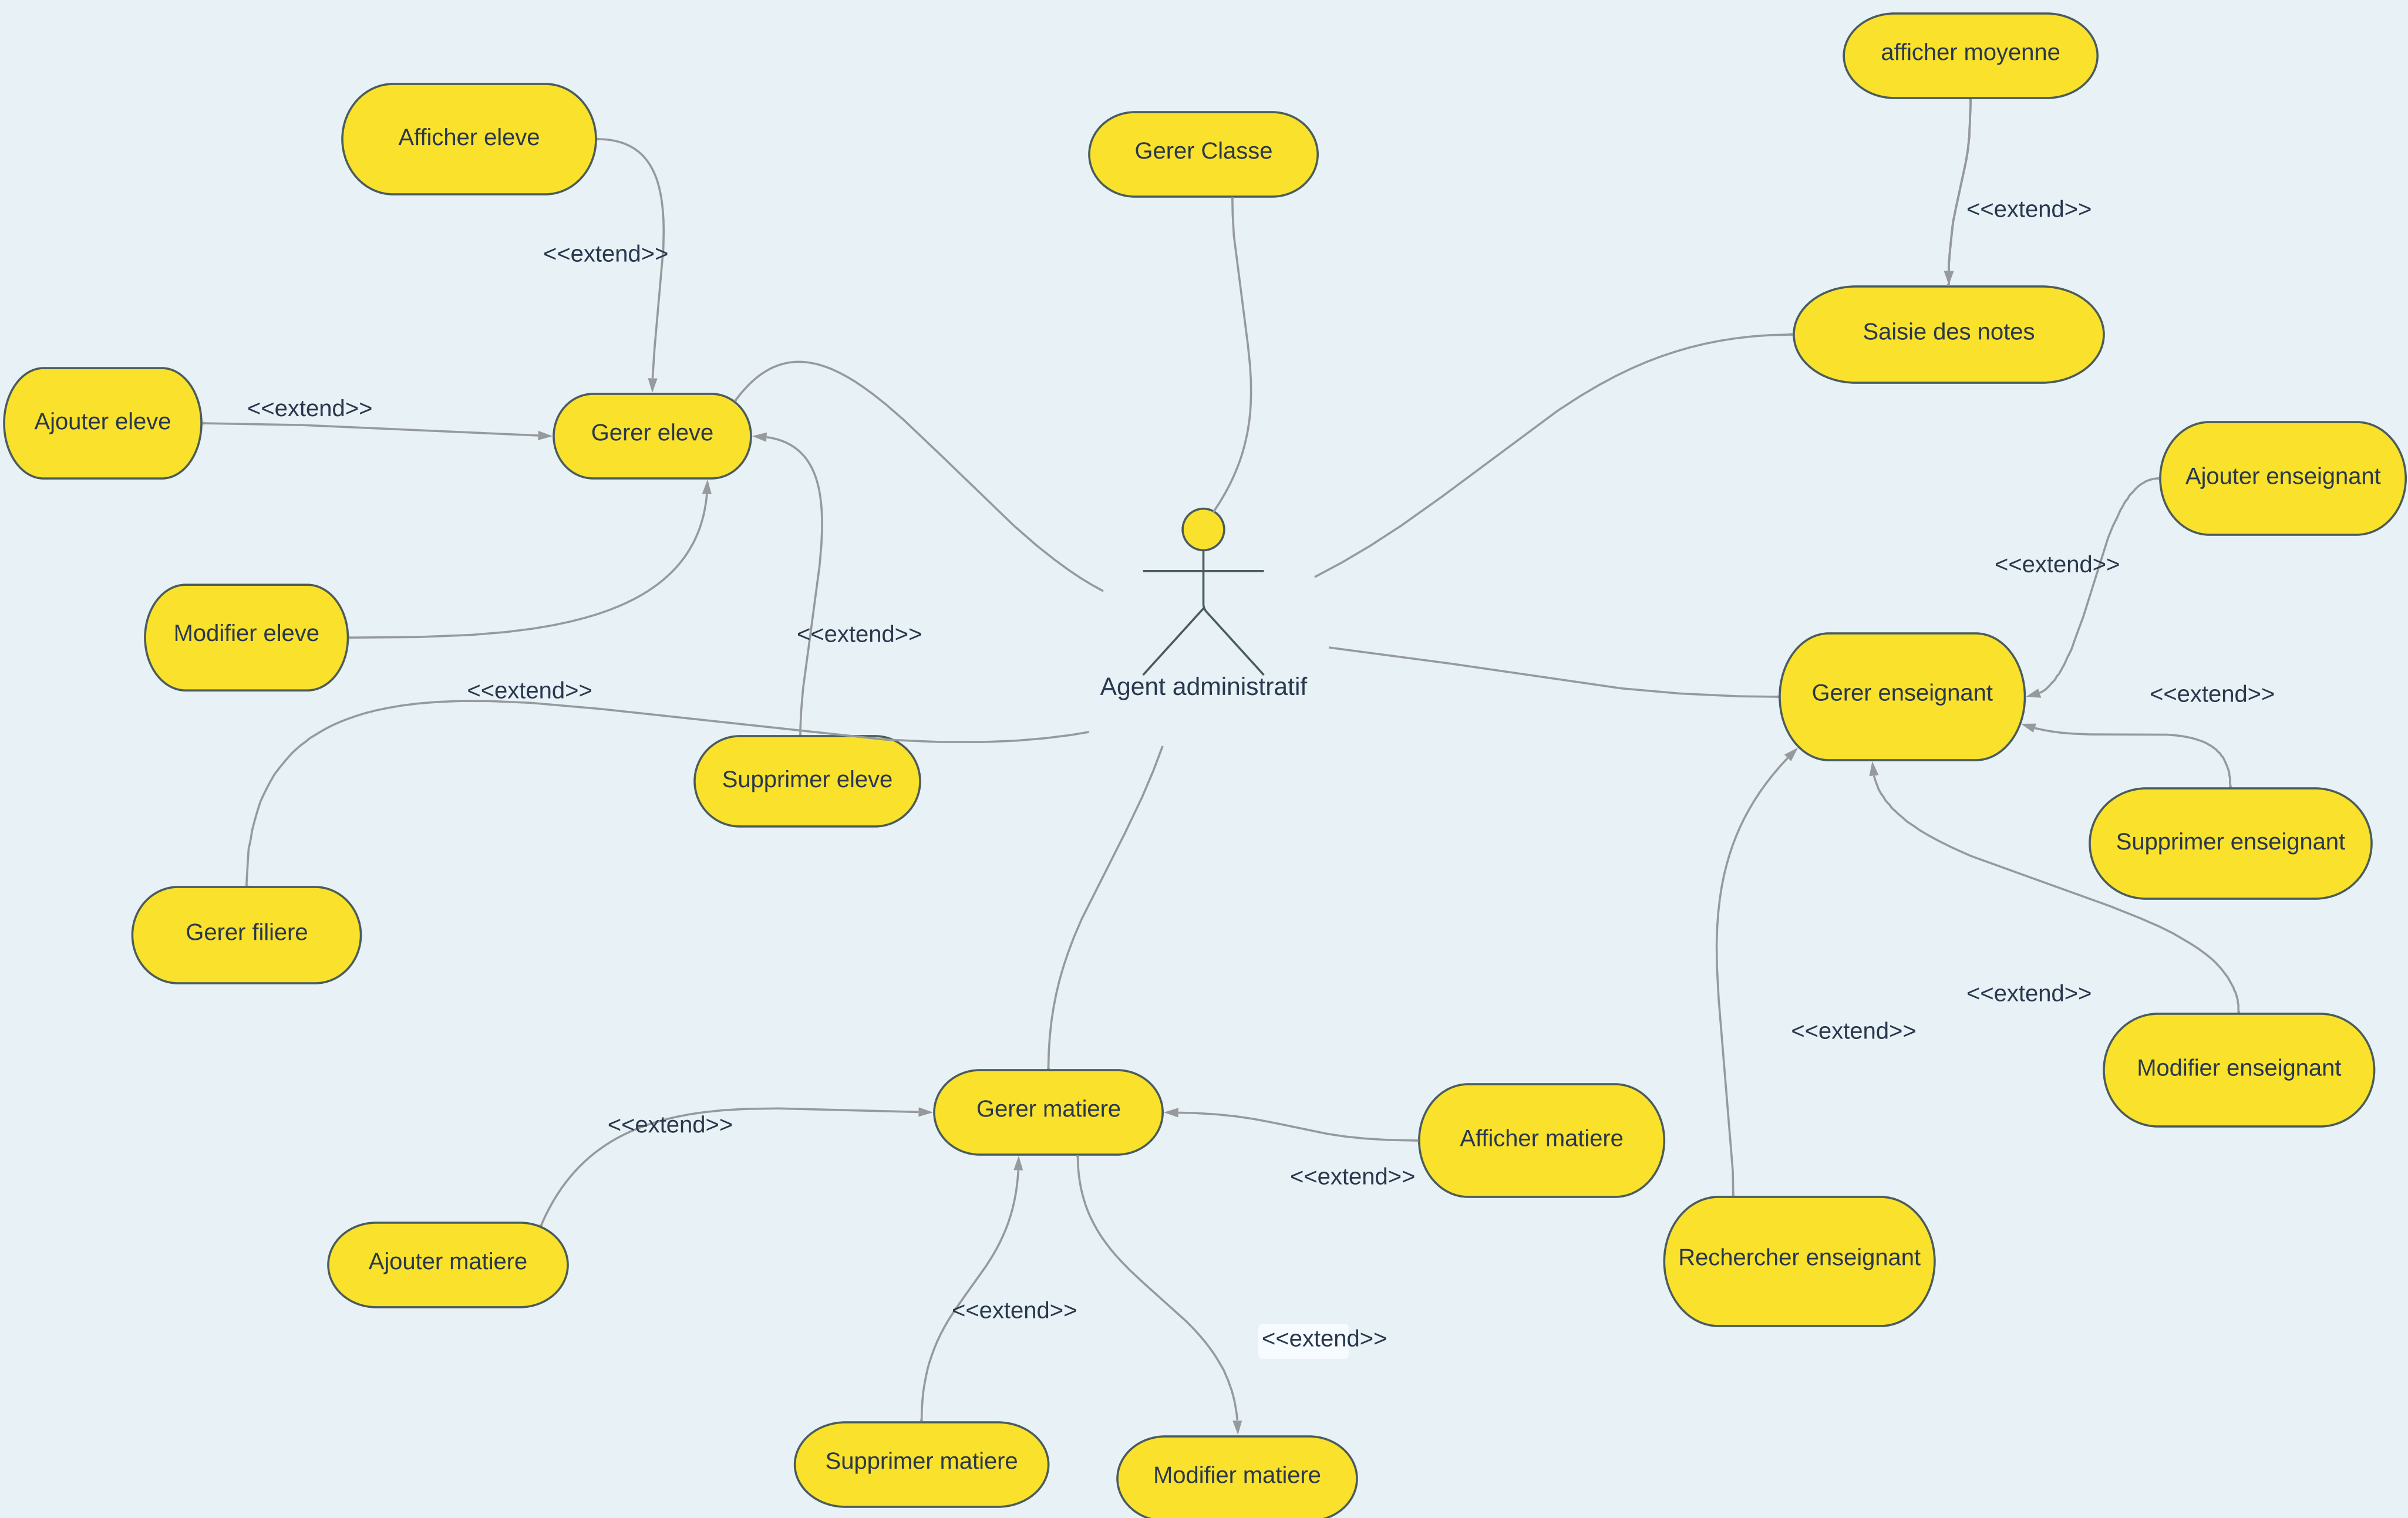 afficher moyenne
Afficher eleve
Gerer Classe
<<extend>>
<<extend>>
Saisie des notes
Ajouter eleve
<<extend>>
Gerer eleve
Ajouter enseignant
<<extend>>
Modifier eleve
<<extend>>
<<extend>>
Agent administratif
Gerer enseignant
<<extend>>
Supprimer eleve
Supprimer enseignant
Gerer filiere
<<extend>>
<<extend>>
Modifier enseignant
Gerer matiere
<<extend>>
Afficher matiere
<<extend>>
Ajouter matiere
Rechercher enseignant
<<extend>>
<<extend>>
Supprimer matiere
Modifier matiere